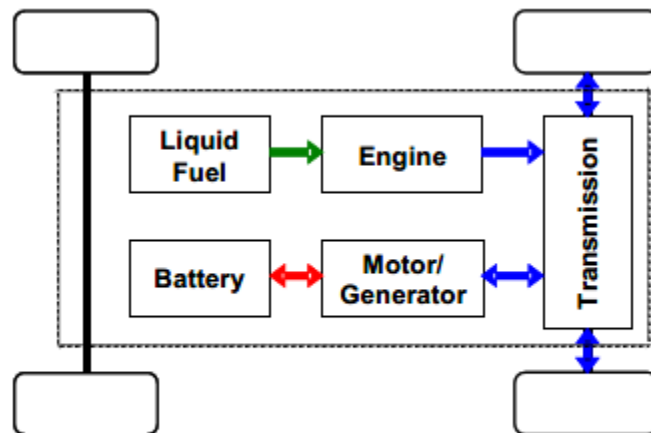 Liquid
Fuel
Engine
Battery
Motor/
Generator
Transmission